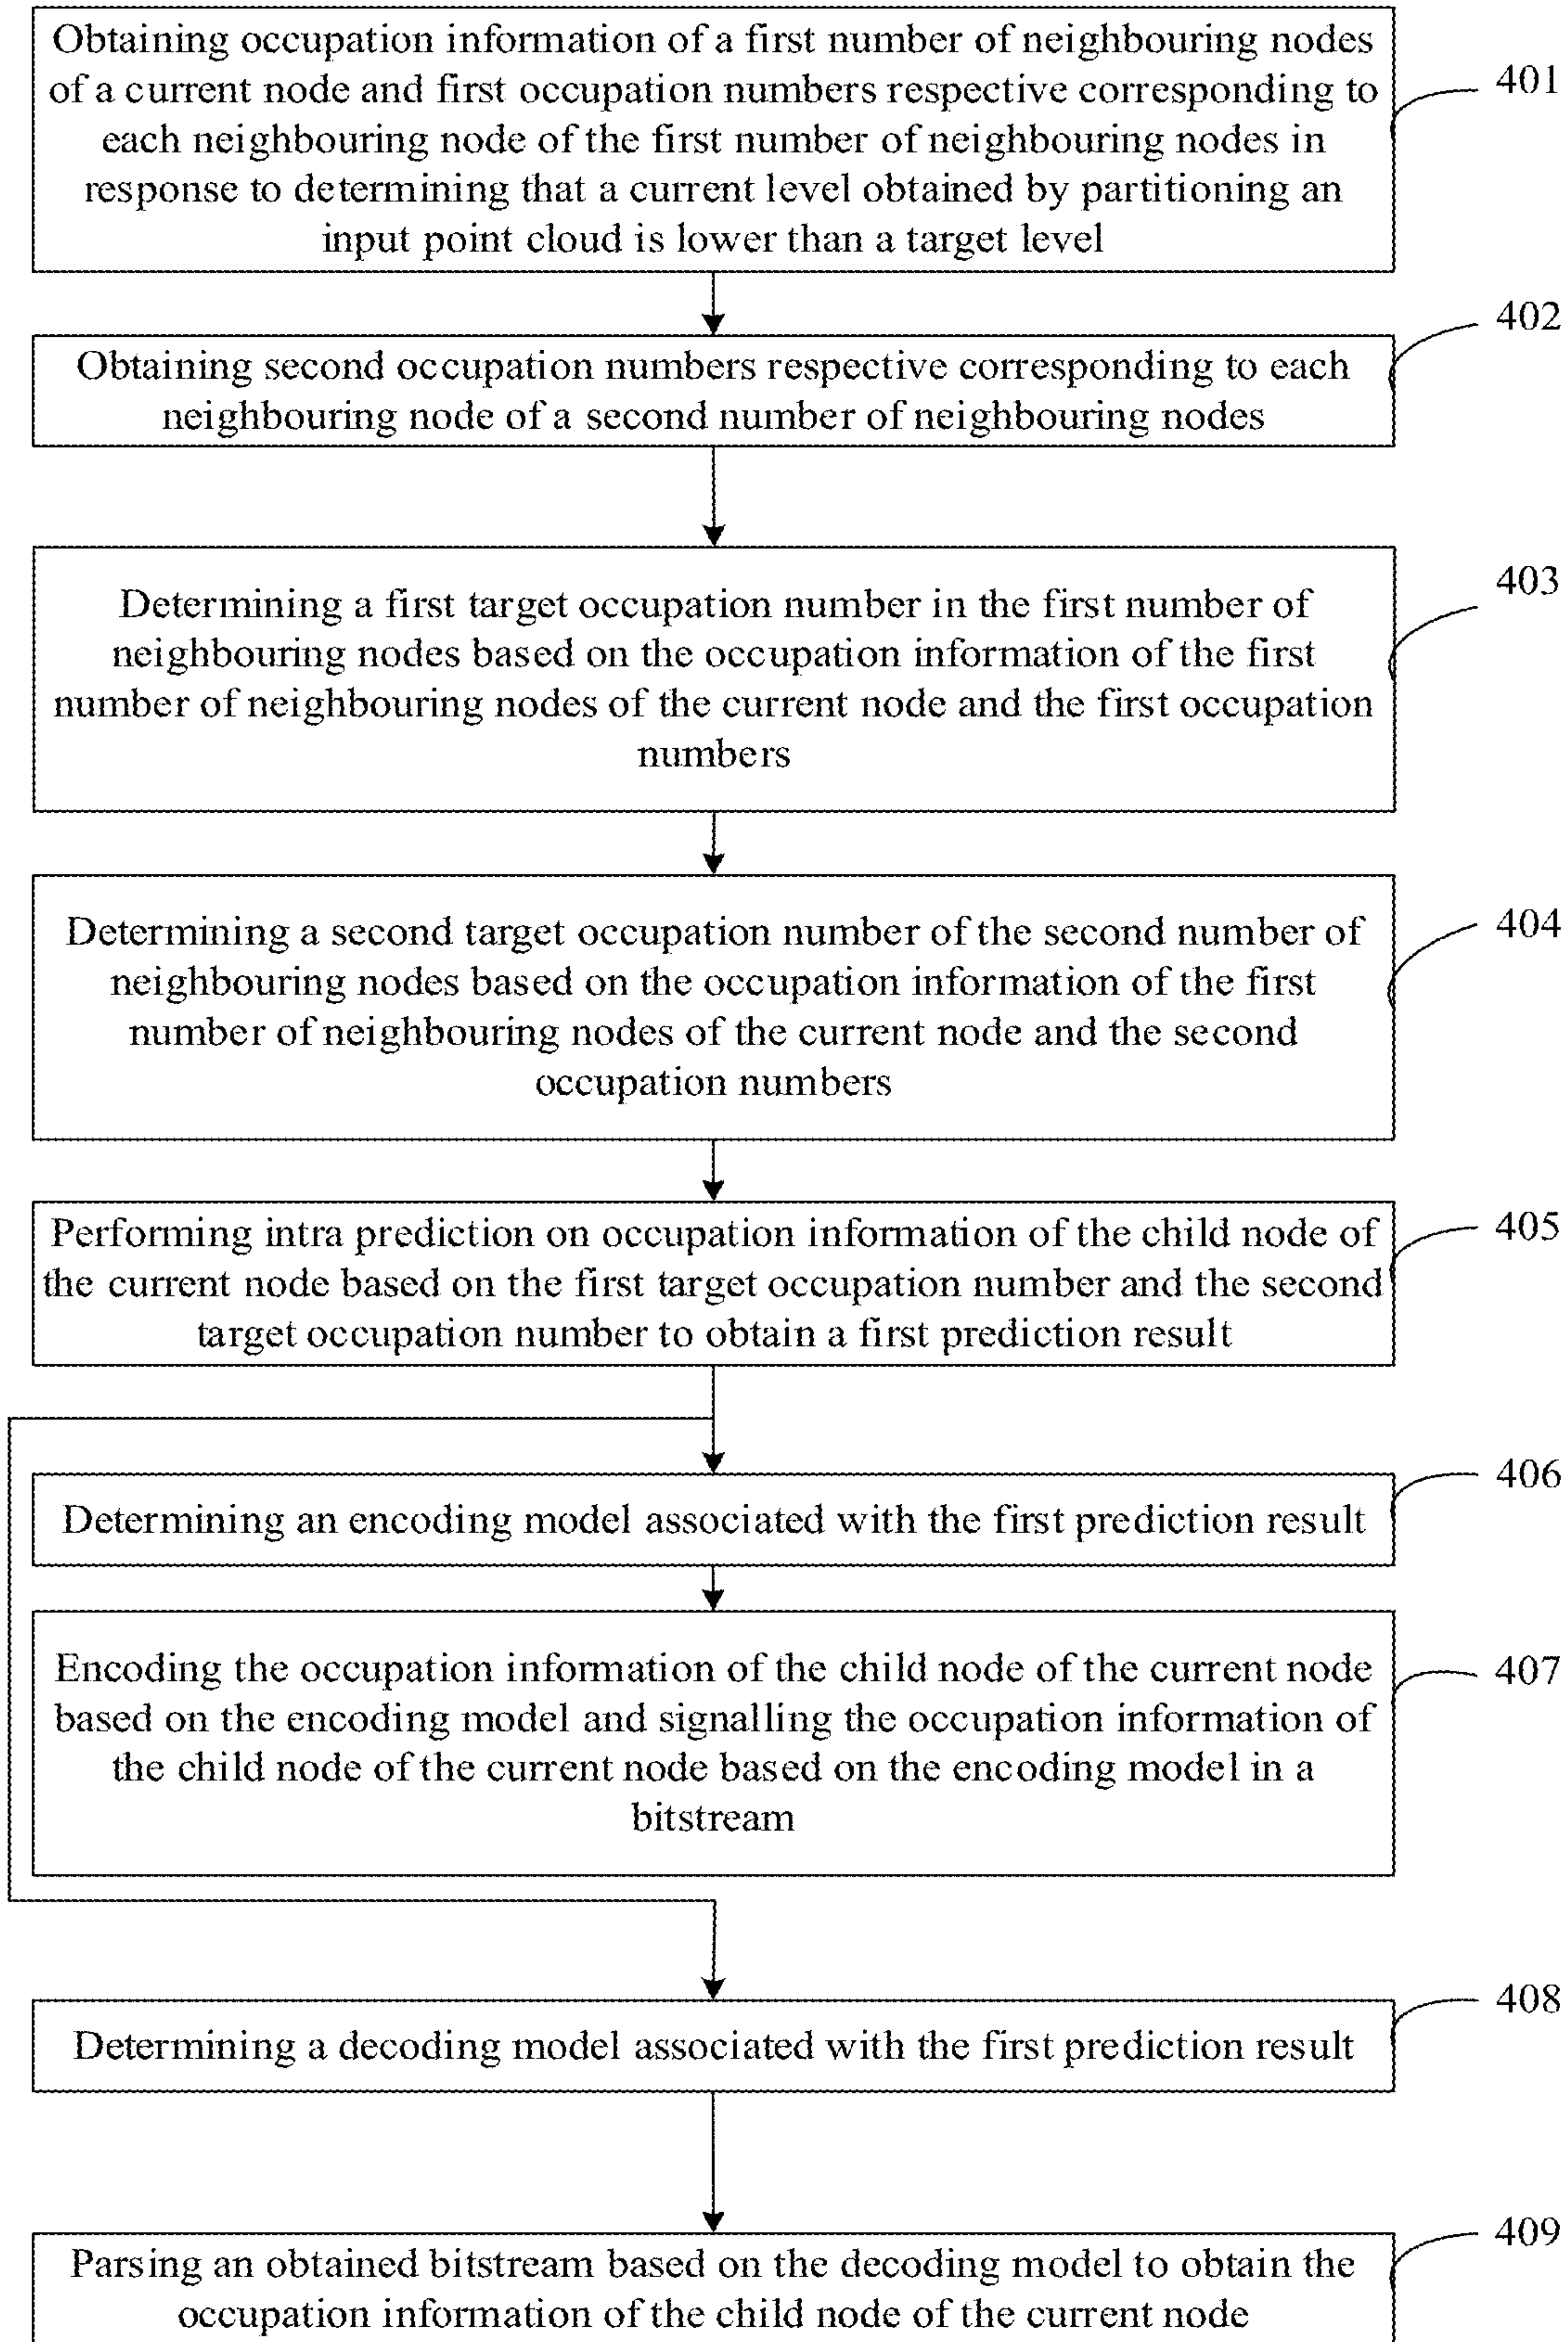 Obtaining occupation information of a first number of neighbouring nodes
of a current node and first occupation numbers respective corresponding to
each neighbouring node of the first number of neighbouring nodes in
response to determining that a current level obtained by partitioning an
input point cloud is lower than a target level
401
Obtaining second occupation numbers respective corresponding to each
neighbouring node of a second number of neighbouring nodes
402
Determining a first target occupation number in the first number of
neighbouring nodes based on the occupation information of the first
number of neighbouring nodes of the current node and the first occupation
numbers
403
Determining a second target occupation number of the second number of
neighbouring nodes based on the occupation information of the first
number of neighbouring nodes of the current node and the second
occupation numbers
404
Performing intra prediction on occupation information of the child node of
the current node based on the first target occupation number and the second
target occupation number to obtain a first prediction result
405
Determining an encoding model associated with the first prediction result
406
Encoding the occupation information of the child node of the current node
based on the encoding model and signalling the occupation information of
the child node of the current node based on the encoding model in a
bitstream
407
Determining a decoding model associated with the first prediction result
408
Parsing an obtained bitstream based on the decoding model to obtain the
occupation information of the child node of the current node
409